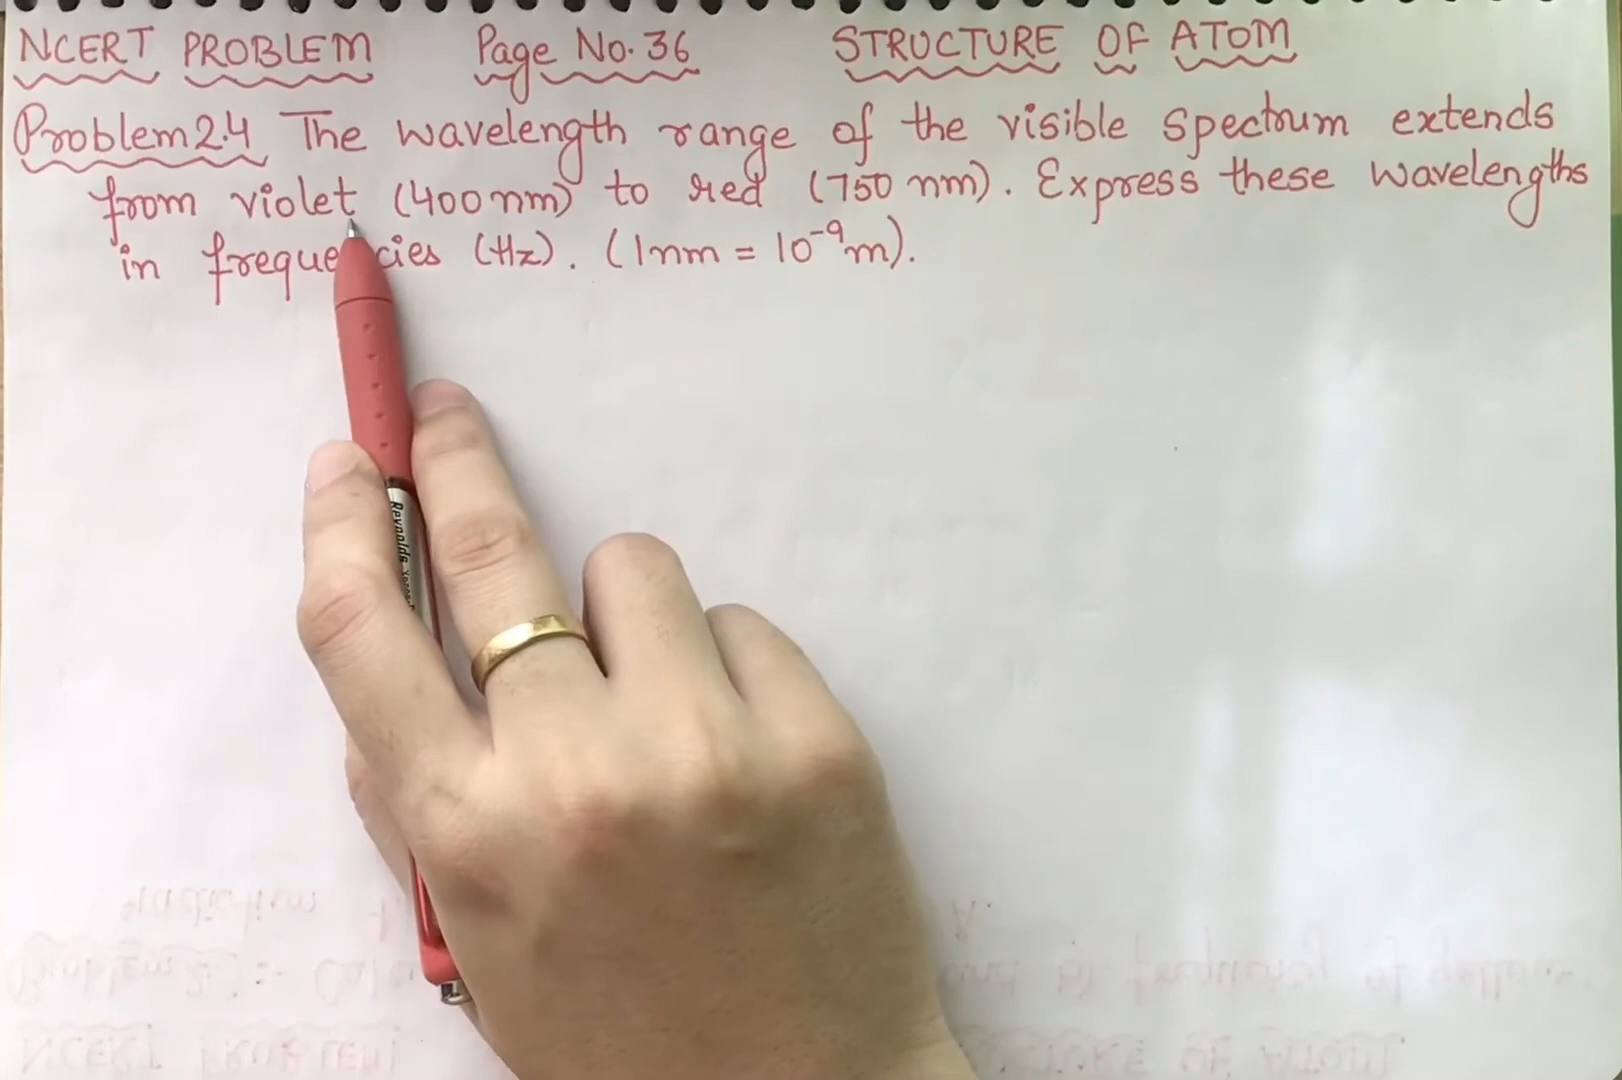 NCERT PROBLEM Page No. 36 STRUCTURE OF ATOM
Problem 2.4 The wavelength range of the visible spectrum extends
from violet (400 nm) to red (750 nm). Express these wavelengths
in frequencies (Hz). (1nm = 10⁻⁹m).
Reynolds